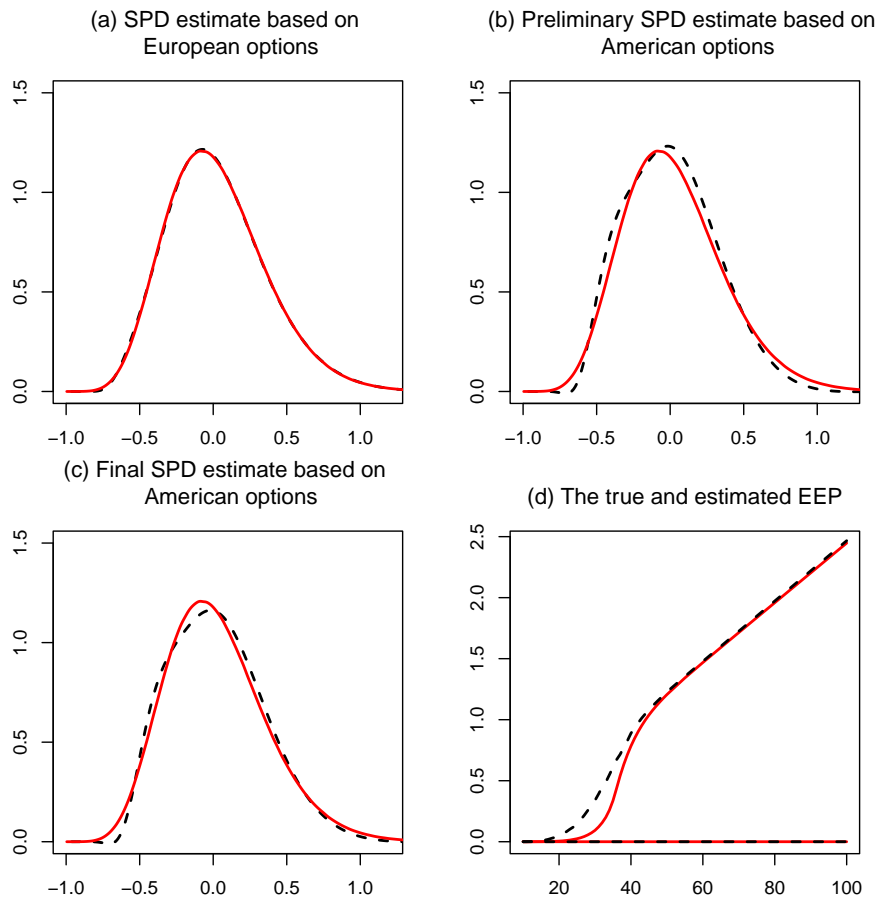 (a) SPD estimate based on
European options
0.0 0.5 1.0 1.5
−1.0 −0.5 0.0 0.5 1.0
(b) Preliminary SPD estimate based on
American options
0.0 0.5 1.0 1.5
−1.0 −0.5 0.0 0.5 1.0
(c) Final SPD estimate based on
American options
0.0 0.5 1.0 1.5
−1.0 −0.5 0.0 0.5 1.0
(d) The true and estimated EEP
0.0 0.5 1.0 1.5 2.0 2.5
20 40 60 80 100